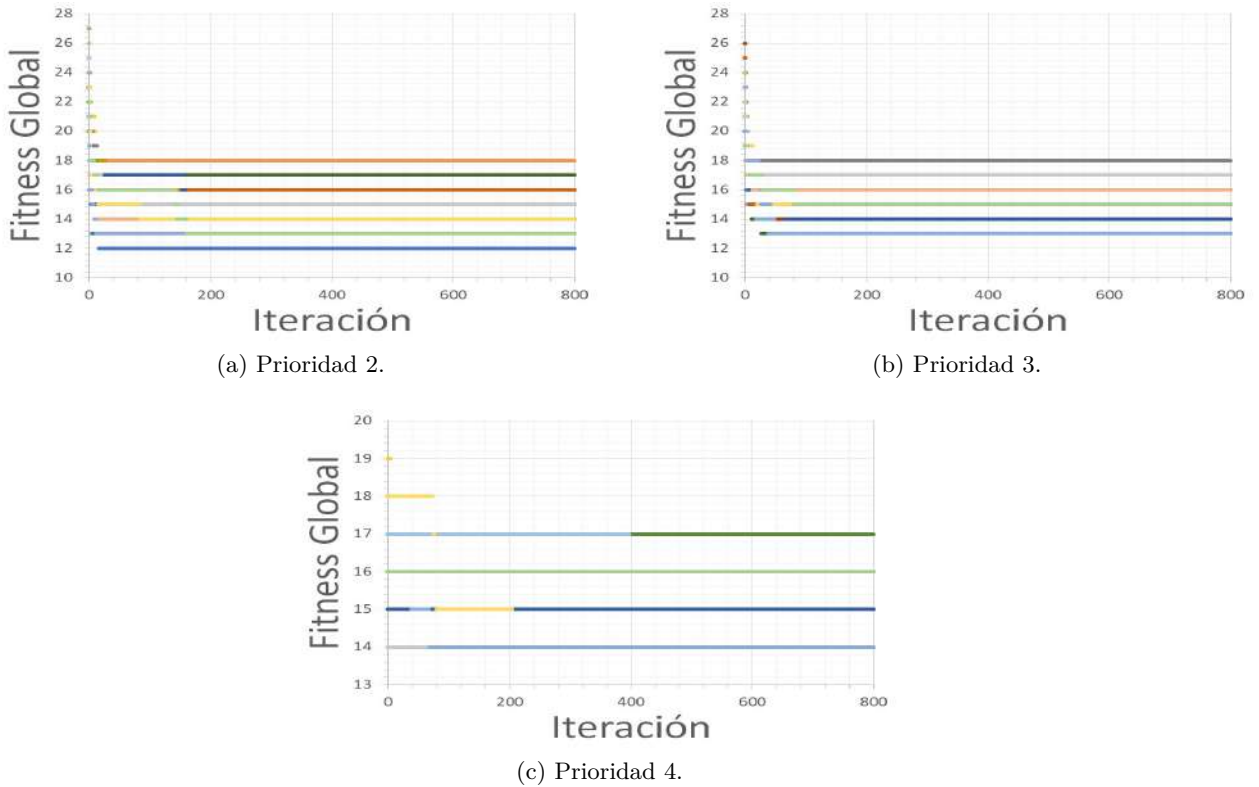 28
26
24
22
20
18
16
14
12
10
Fitness Global
0 200 400 600 800
Iteración
(a) Prioridad 2.
28
26
24
22
20
18
16
14
12
10
Fitness Global
0 200 400 600 800
Iteración
(b) Prioridad 3.
20
19
18
17
16
15
14
13
Fitness Global
0 200 400 600 800
Iteración
(c) Prioridad 4.